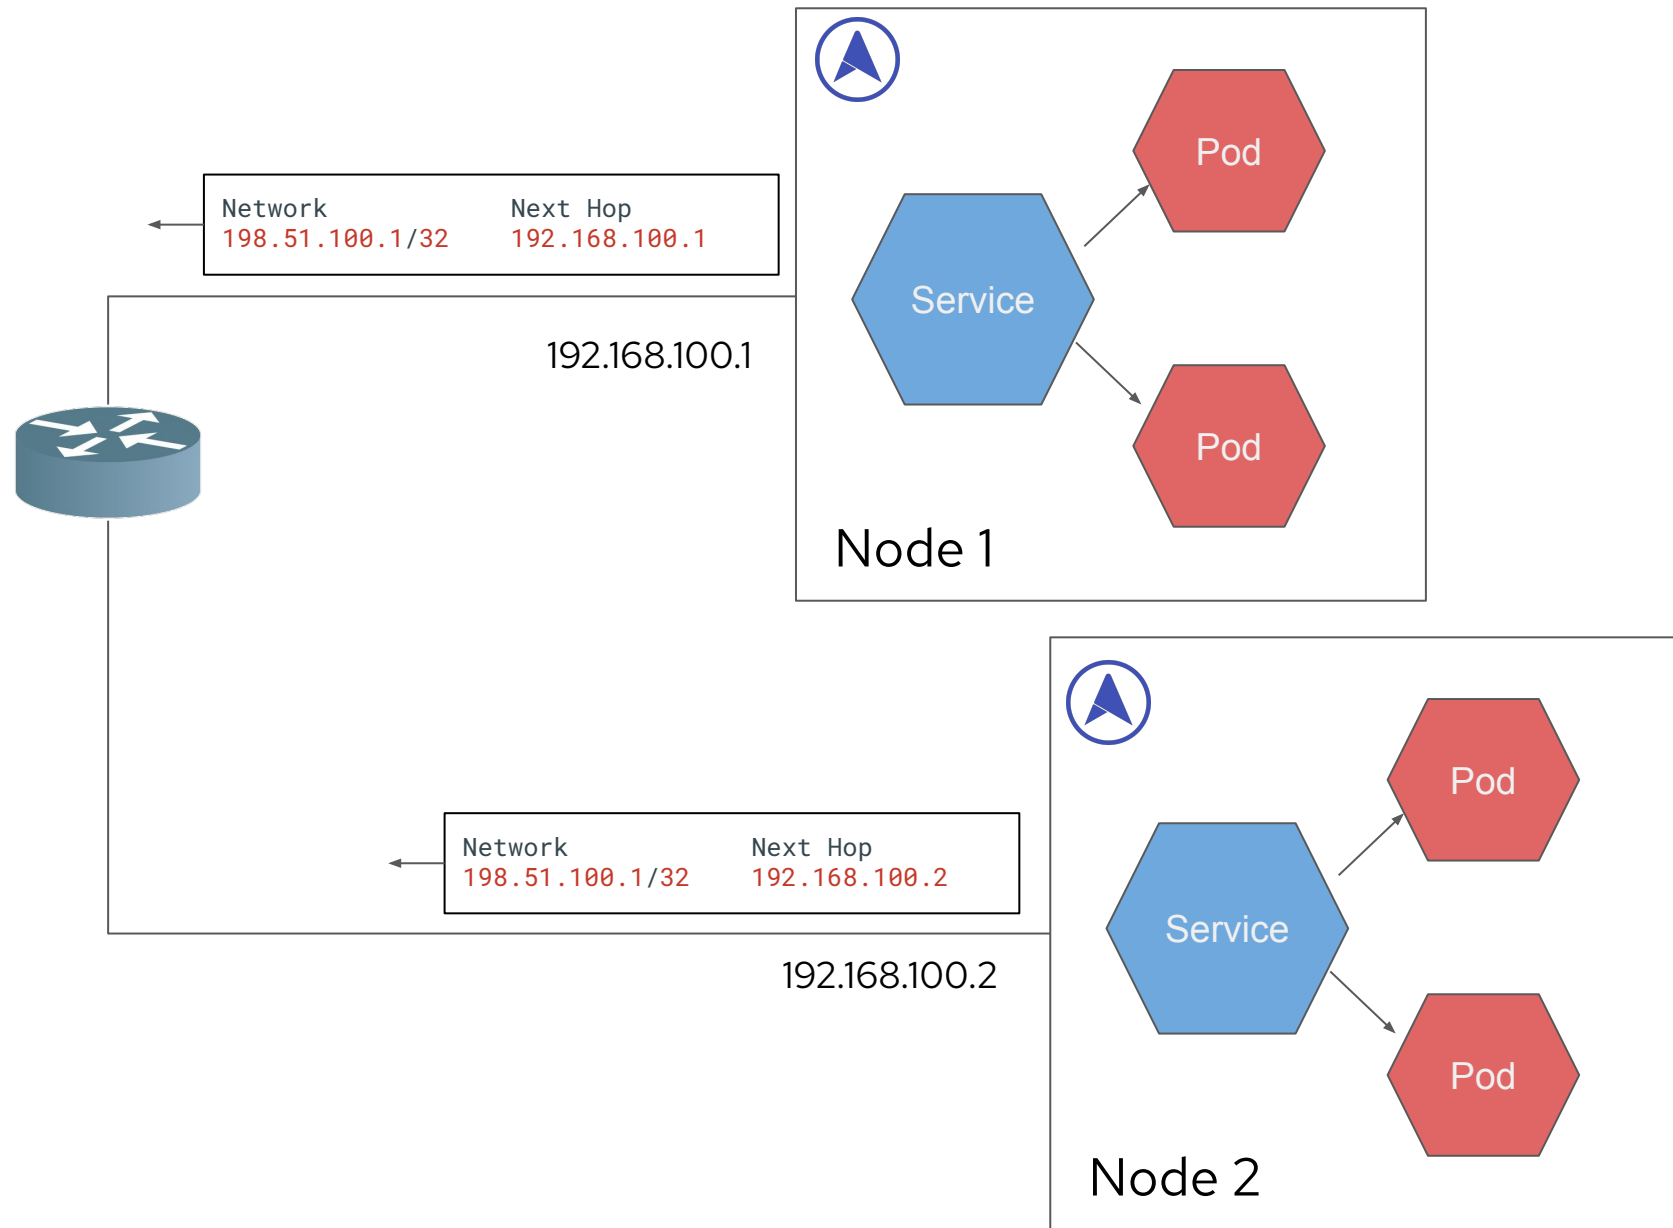 Pod
Network Next Hop
198.51.100.1/32 192.168.100.1
Service
192.168.100.1
Pod
Node 1
Pod
Network Next Hop
198.51.100.1/32 192.168.100.2
Service
192.168.100.2
Pod
Node 2